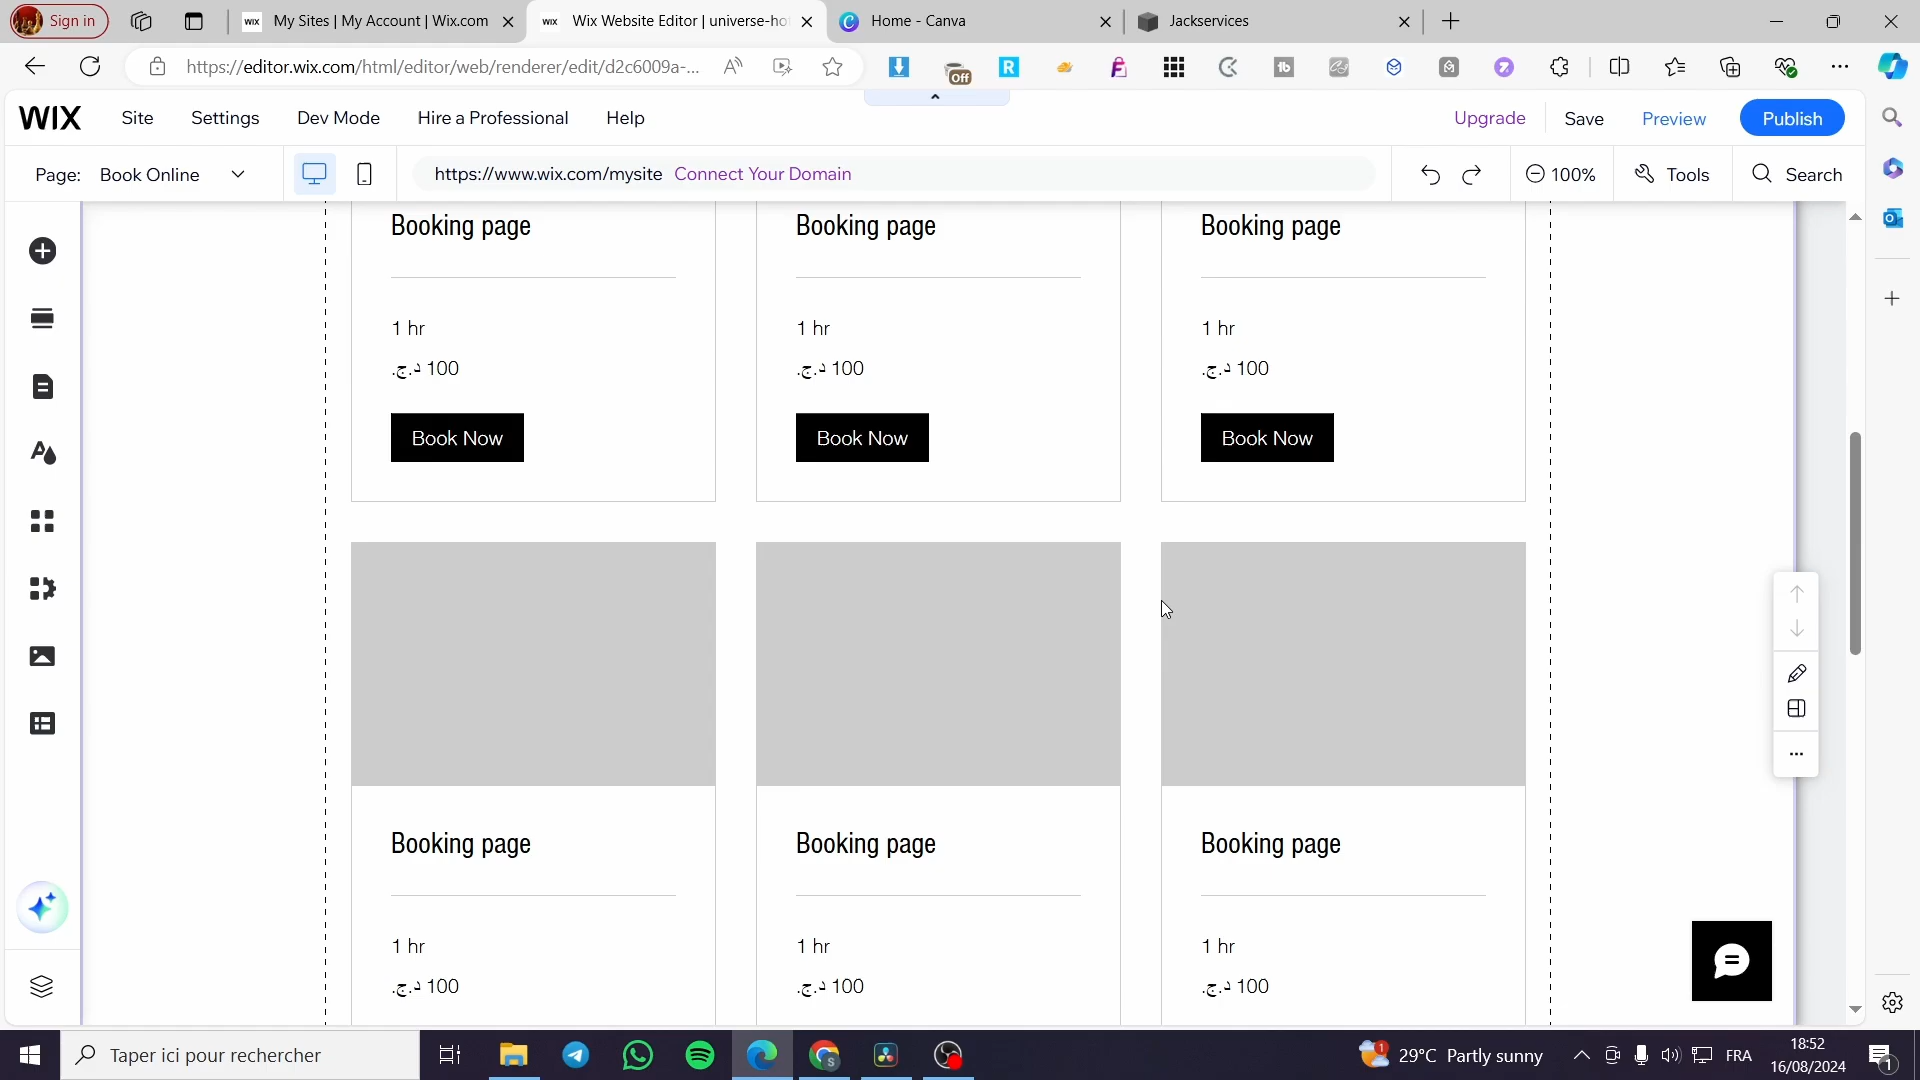 Sign in
WIX My Sites | My Account | Wix.com
WIX Wix Website Editor | universe-ho
Home - Canva
Jackservices
https://editor.wix.com/html/editor/web/renderer/edit/d2c6009a-...
Off
WIX
Site
Settings
Dev Mode
Hire a Professional
Help
Upgrade
Save
Preview
Publish
Page: Book Online
https://www.wix.com/mysite Connect Your Domain
100%
Tools
Search
Booking page
Booking page
Booking page
1 hr
1 hr
1 hr
100 د.ج.
100 د.ج.
100 د.ج.
Book Now
Book Now
Book Now
Booking page
Booking page
Booking page
1 hr
1 hr
1 hr
100 د.ج.
100 د.ج.
100 د.ج.
Taper ici pour rechercher
29°C Partly sunny
FRA
18:52
16/08/2024
1